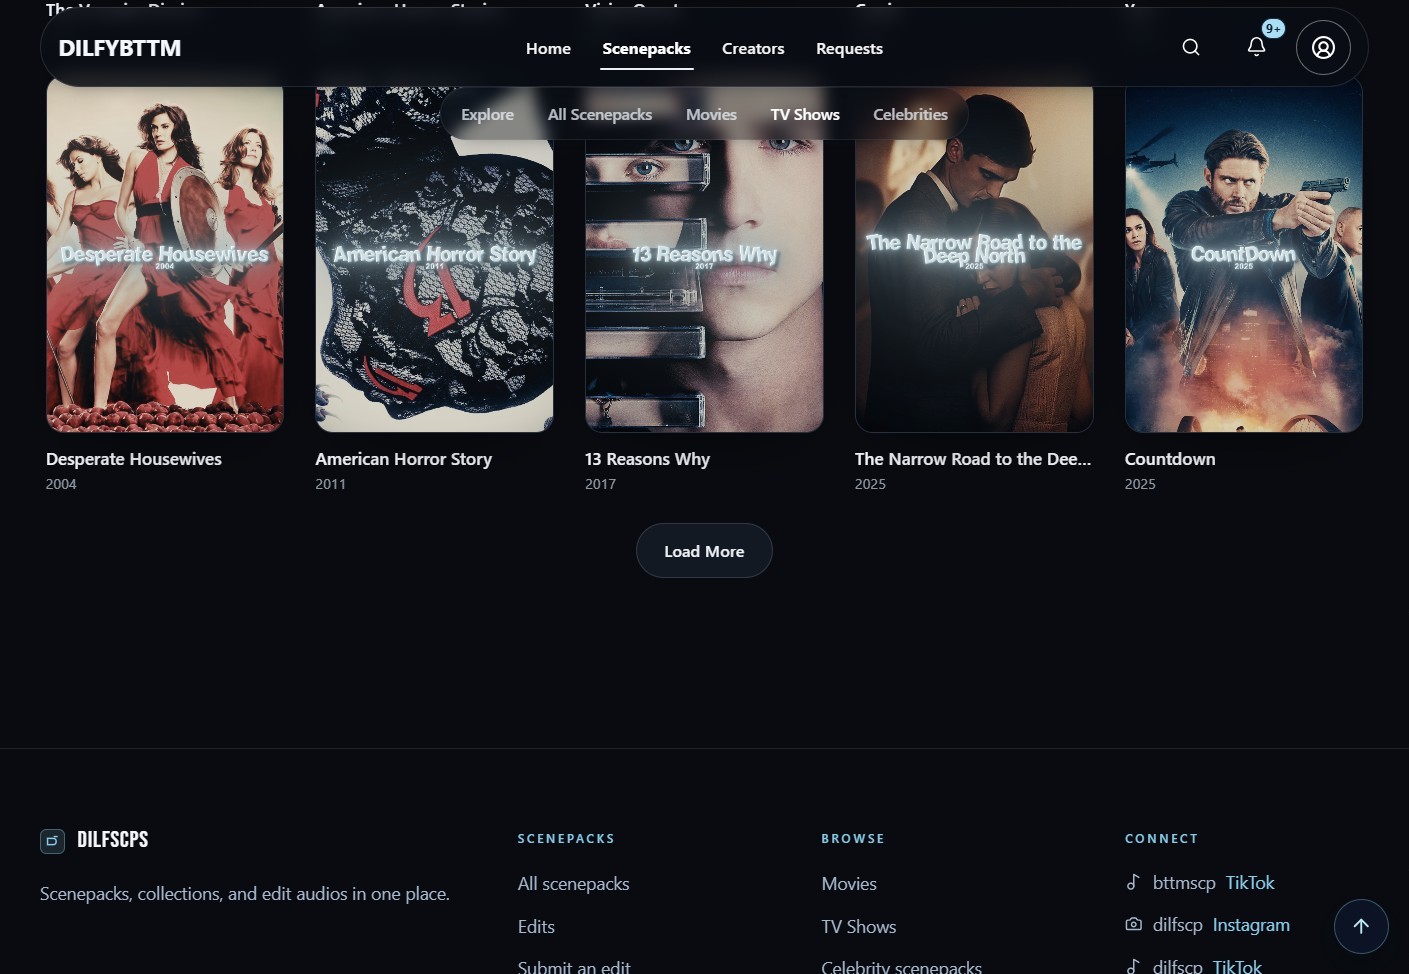 DILFYBTTM
Home
Scenepacks
Creators
Requests
9+
Explore
All Scenepacks
Movies
TV Shows
Celebrities
Desperate Housewives
2004
American Horror Story
2011
13 Reasons Why
2017
The Narrow Road to the
Deep North
2025
CountDown
2025
Desperate Housewives
2004
American Horror Story
2011
13 Reasons Why
2017
The Narrow Road to the Dee...
2025
Countdown
2025
Load More
DILFSCPS
Scenepacks, collections, and edit audios in one place.
SCENEPACKS
All scenepacks
Edits
Submit an edit
BROWSE
Movies
TV Shows
Celebrity scenepacks
CONNECT
bttmscp TikTok
dilfscp Instagram
dilfscp TikTok